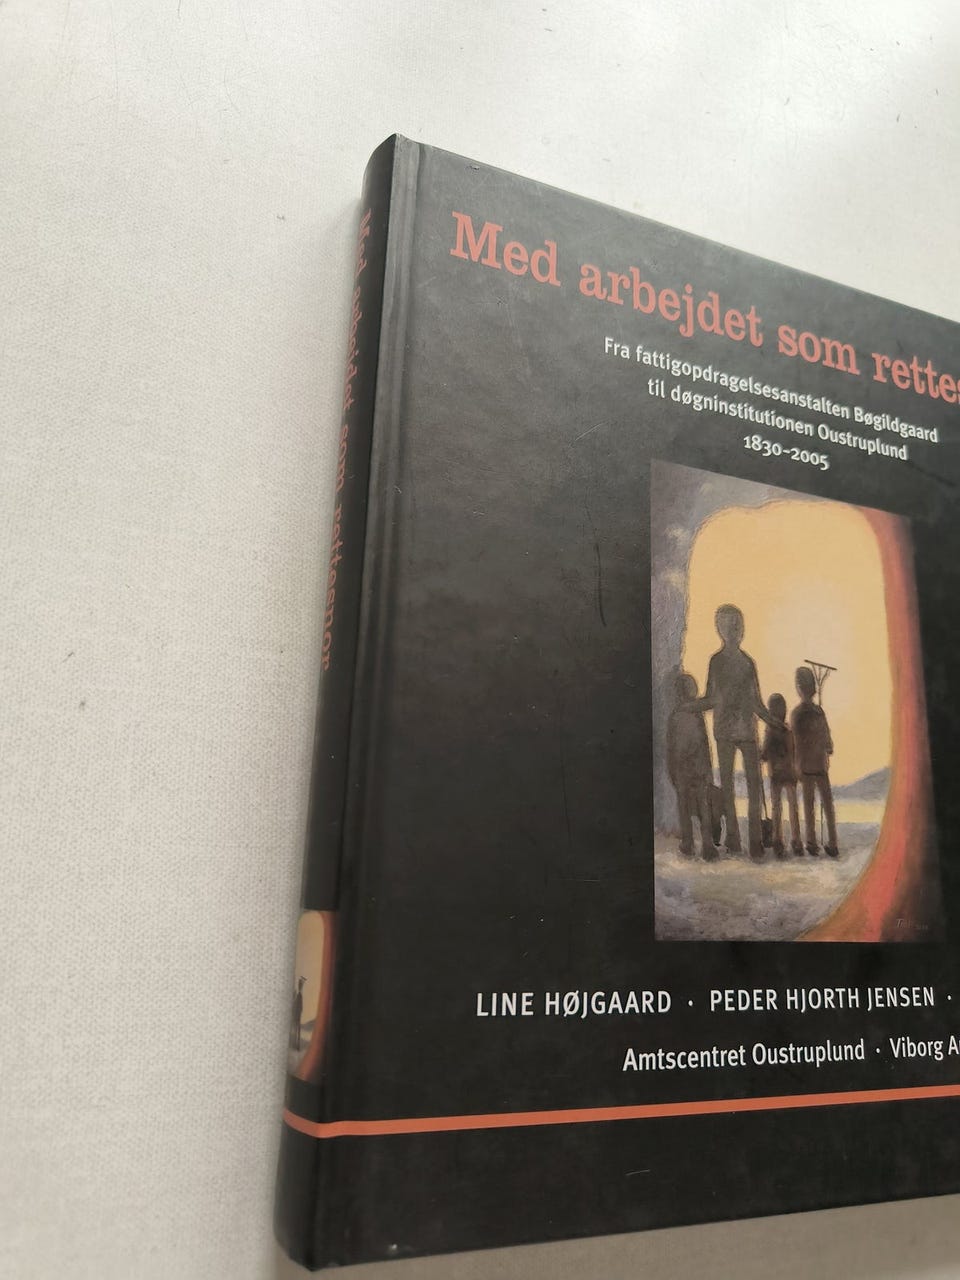 Med arbejdet som rettes
Fra fattigopdragelsesanstalten Bøgildgaard
til døgninstitutionen Oustruplund
1830-2005
LINE HØJGAARD · PEDER HJORTH JENSEN ·
Amtscentret Oustruplund · Viborg A
Med arbejdet som rettesnor